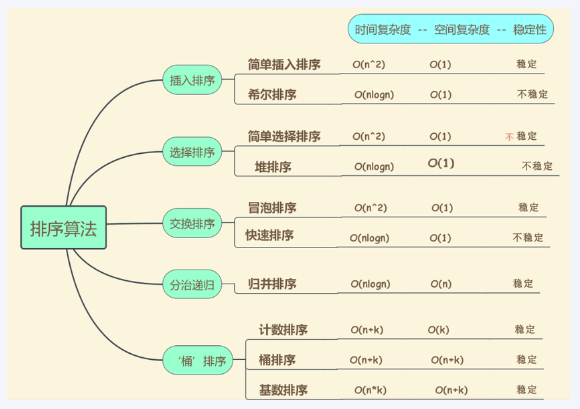 时间复杂度 -- 空间复杂度 -- 稳定性
排序算法
插入排序
简单插入排序 O(n^2) O(1) 稳定
希尔排序 O(nlogn) O(1) 不稳定
选择排序
简单选择排序 O(n^2) O(1) 不 稳定
堆排序 O(nlogn) O(1) 不稳定
交换排序
冒泡排序 O(n^2) O(1) 稳定
快速排序 O(nlogn) O(1) 不稳定
分治递归
归并排序 O(nlogn) O(n) 稳定
‘桶’排序
计数排序 O(n+k) O(k) 稳定
桶排序 O(n+k) O(n+k) 稳定
基数排序 O(n*k) O(n+k) 稳定